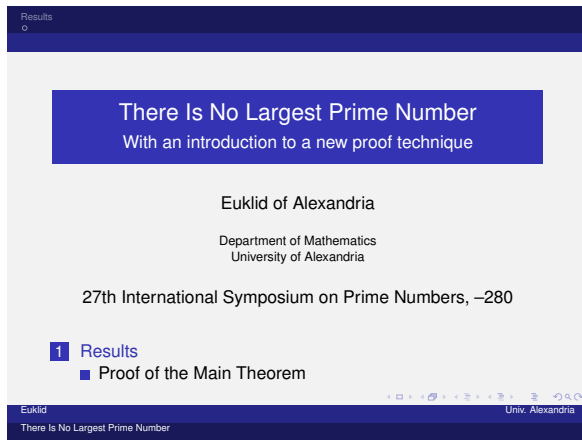 Results
There Is No Largest Prime Number
With an introduction to a new proof technique
Euklid of Alexandria
Department of Mathematics
University of Alexandria
27th International Symposium on Prime Numbers, –280
1 Results
Proof of the Main Theorem
Euklid Univ. Alexandria
There Is No Largest Prime Number